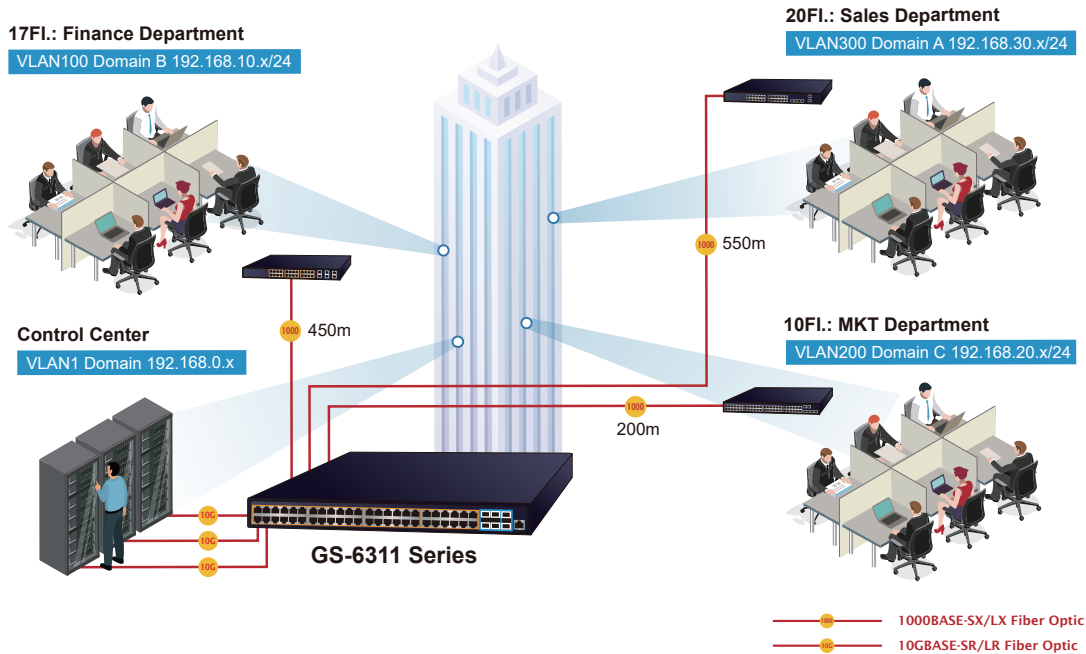 17Fl.: Finance Department
VLAN100 Domain B 192.168.10.x/24
20Fl.: Sales Department
VLAN300 Domain A 192.168.30.x/24
1000 550m
1000 450m
Control Center
VLAN1 Domain 192.168.0.x
10Fl.: MKT Department
VLAN200 Domain C 192.168.20.x/24
1000
200m
10G
10G
10G
GS-6311 Series
1000 1000BASE-SX/LX Fiber Optic
10G 10GBASE-SR/LR Fiber Optic